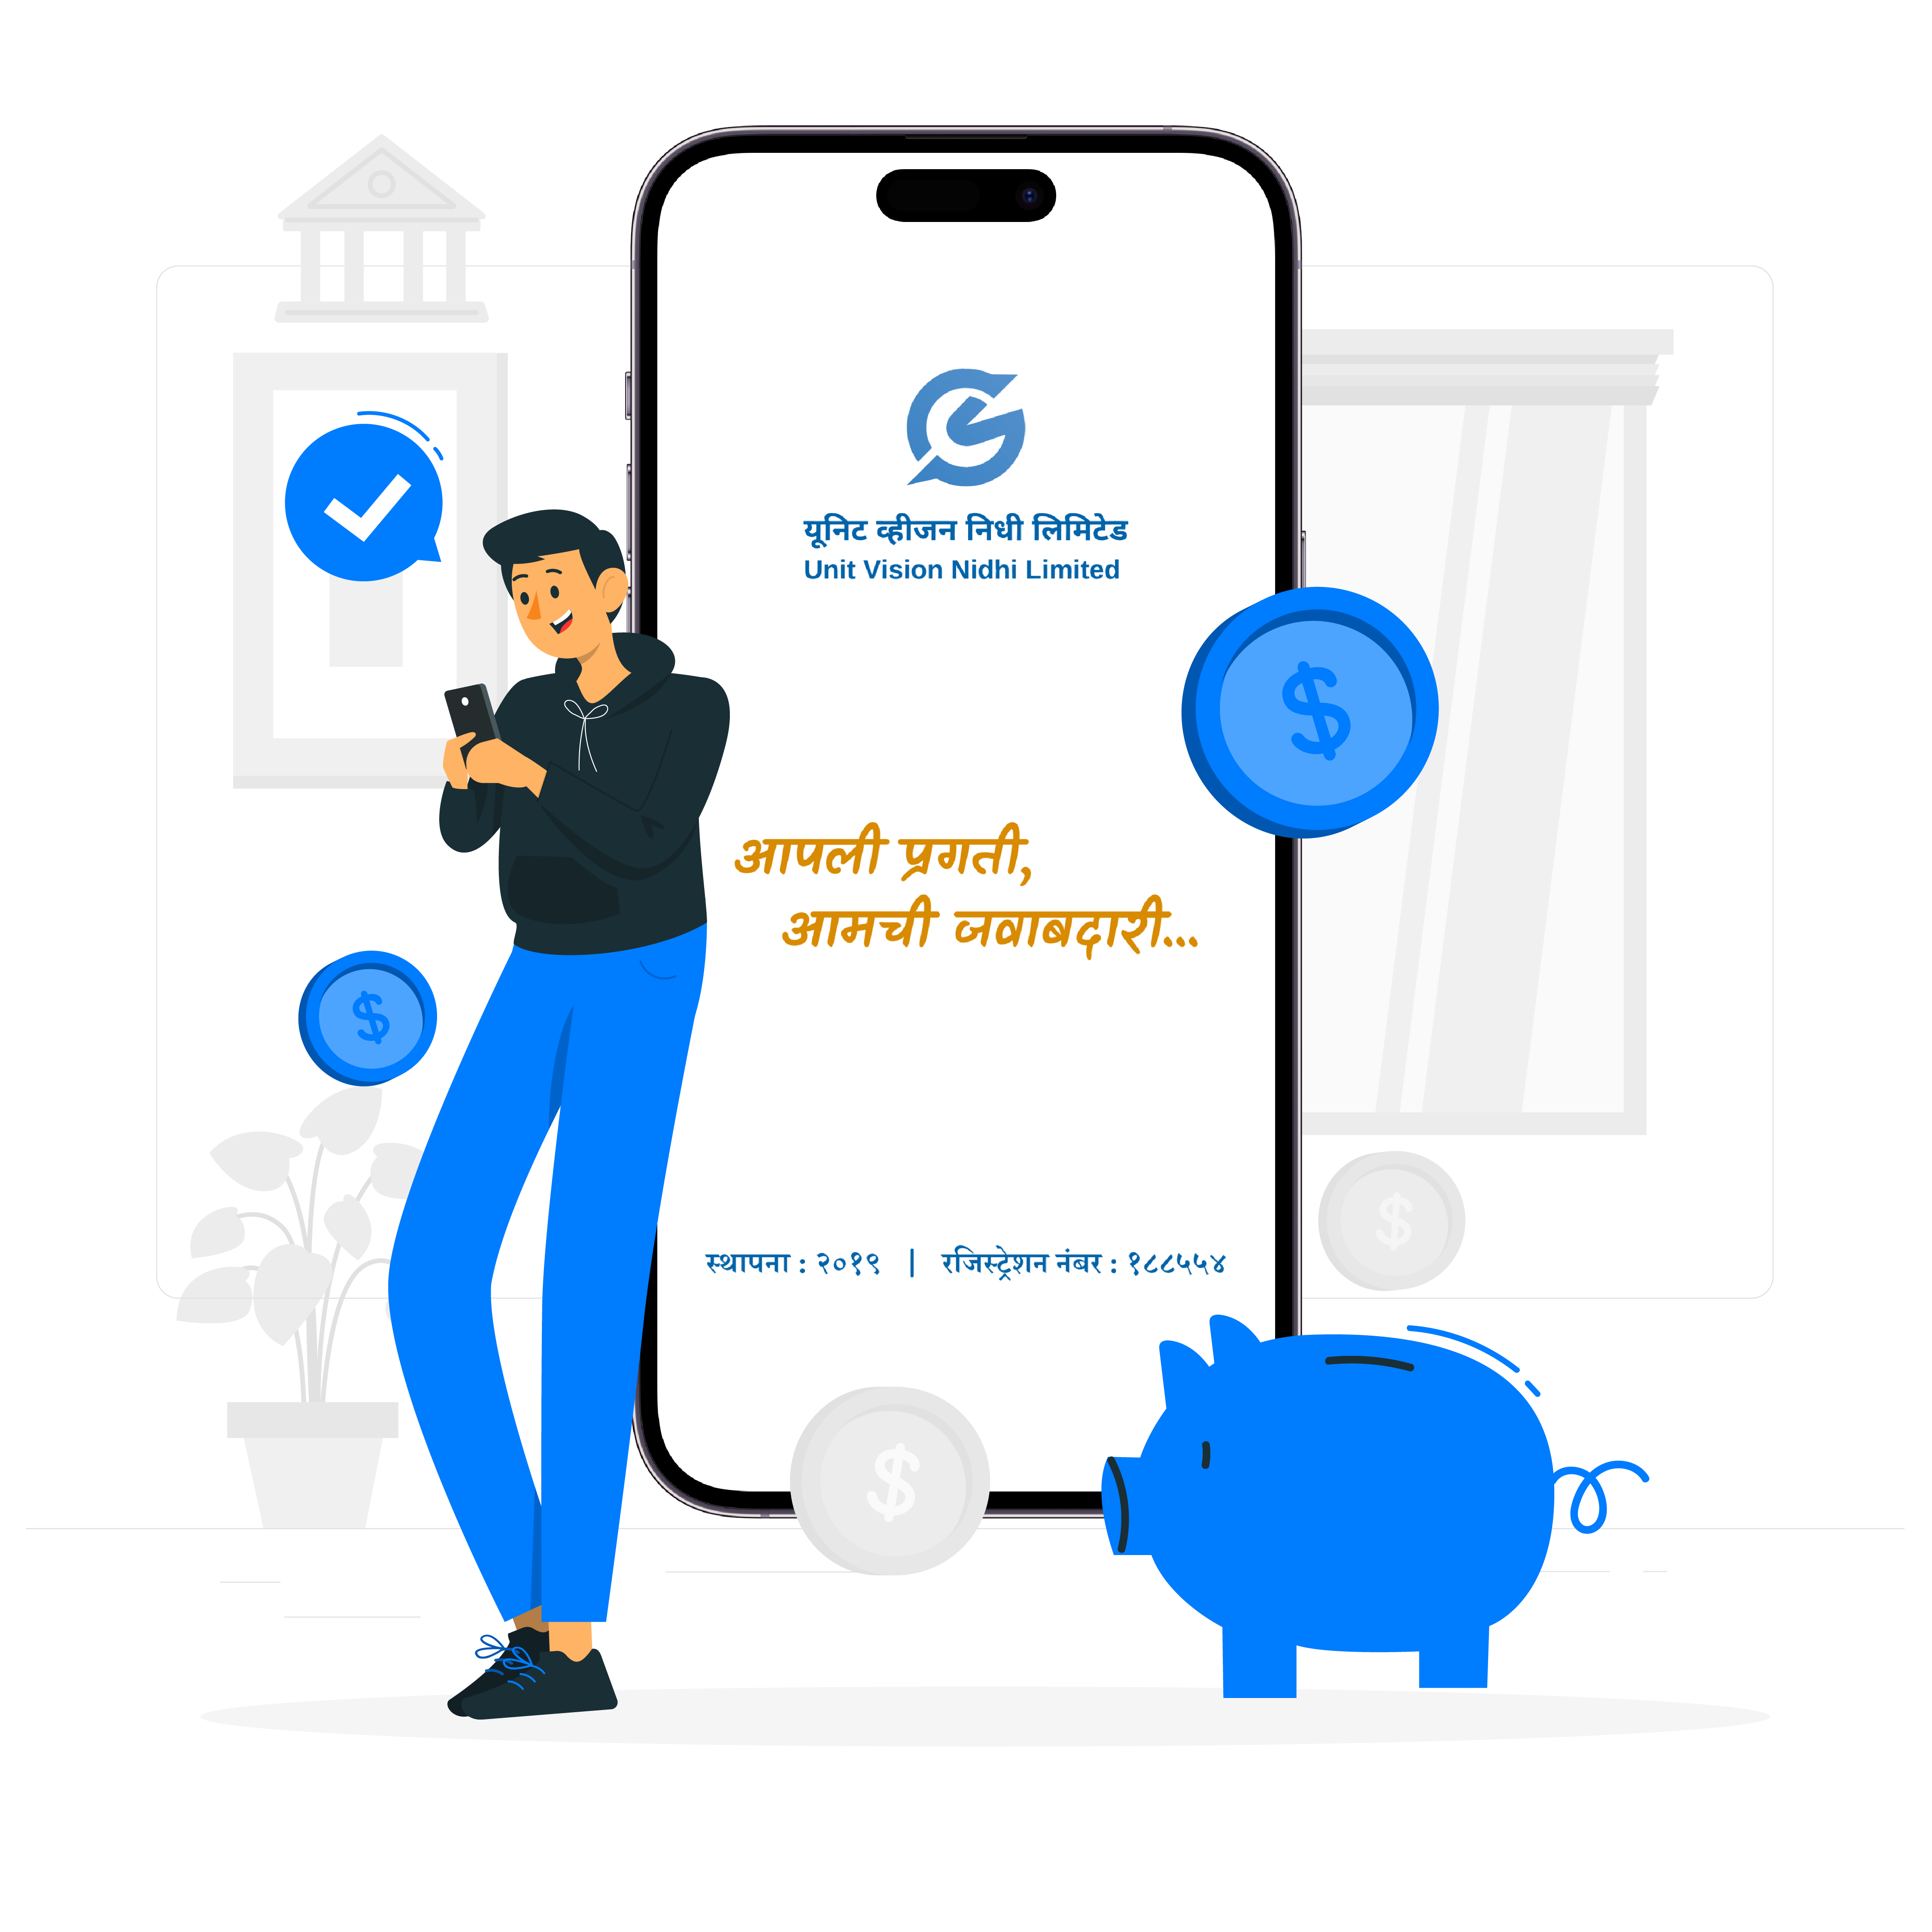 यूनिट व्हीजन निधी लिमिटेड
Unit Vision Nidhi Limited
आपली प्रगती,
आमची जवाबदारी...
स्थापना : २०१९ | रजिस्ट्रेशन नंबर : १८८५५४